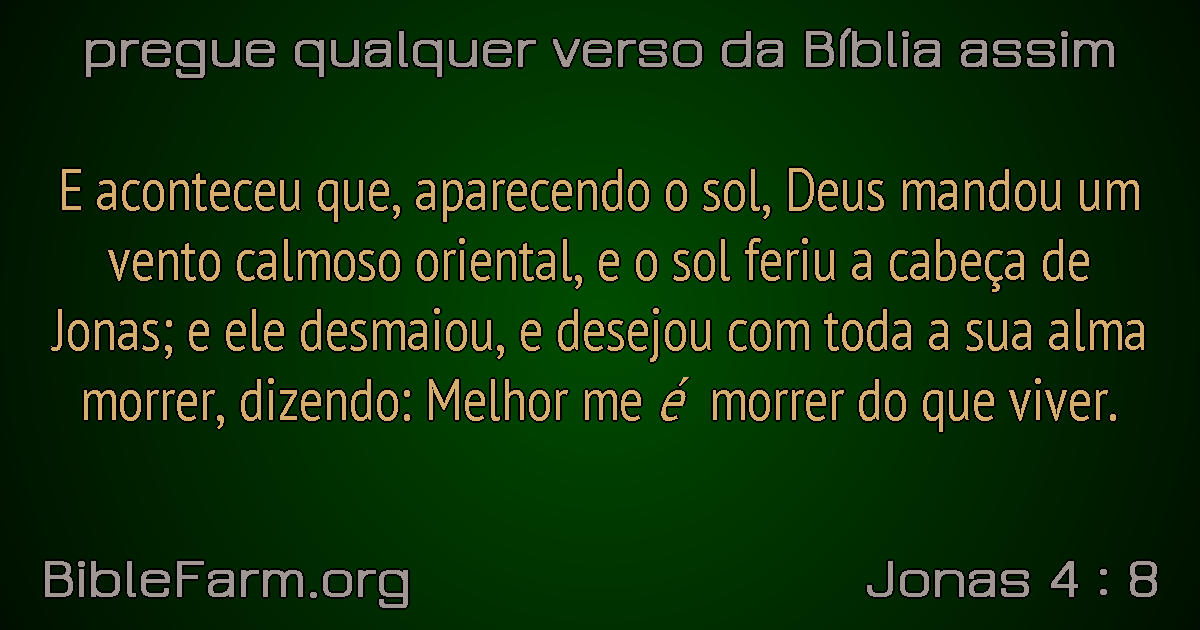 pregue qualquer verso da Bíblia assim
E aconteceu que, aparecendo o sol, Deus mandou um
vento calmoso oriental, e o sol feriu a cabeça de
Jonas; e ele desmaiou, e desejou com toda a sua alma
morrer, dizendo: Melhor me é morrer do que viver.
BibleFarm.org
Jonas 4 : 8